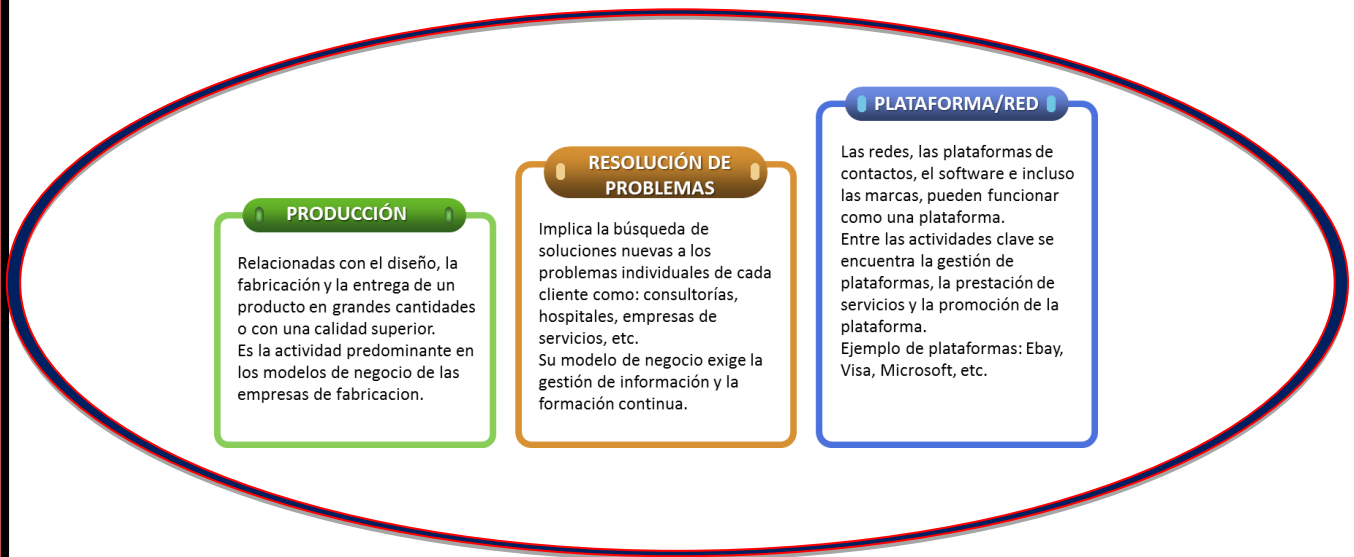 PRODUCCIÓN
Relacionadas con el diseño, la
fabricación y la entrega de un
producto en grandes cantidades
o con una calidad superior.
Es la actividad predominante en
los modelos de negocio de las
empresas de fabricacion.
RESOLUCIÓN DE
PROBLEMAS
Implica la búsqueda de
soluciones nuevas a los
problemas individuales de cada
cliente como: consultorías,
hospitales, empresas de
servicios, etc.
Su modelo de negocio exige la
gestión de información y la
formación continua.
PLATAFORMA/RED
Las redes, las plataformas de
contactos, el software e incluso
las marcas, pueden funcionar
como una plataforma.
Entre las actividades clave se
encuentra la gestión de
plataformas, la prestación de
servicios y la promoción de la
plataforma.
Ejemplo de plataformas: Ebay,
Visa, Microsoft, etc.